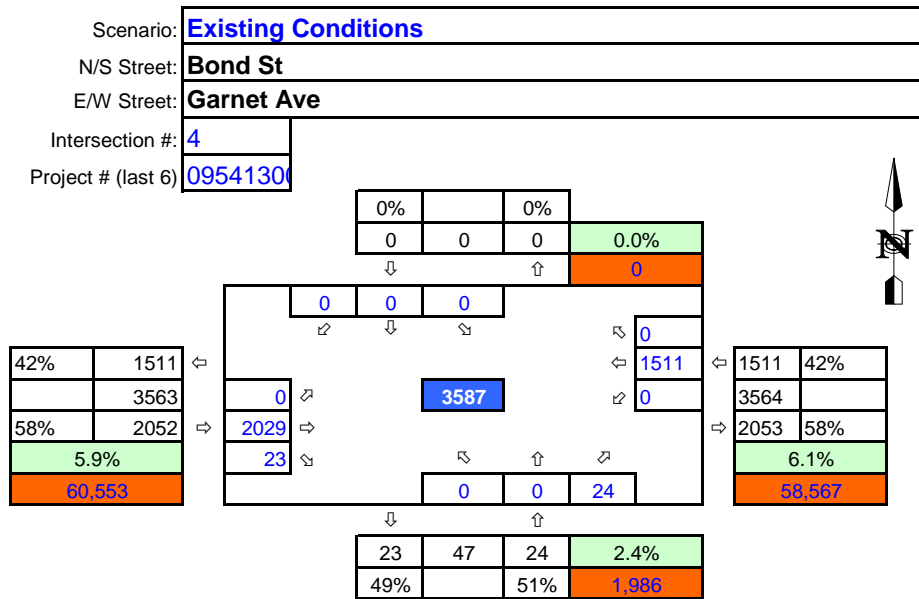 Scenario: Existing Conditions
N/S Street: Bond St
E/W Street: Garnet Ave
Intersection #: 4
Project # (last 6) 09541300
N
0% 0%
0 0 0 0.0%
⇩ ⇧ 0
0 0 0
⬃ ⇩ ⬂
⬁ 0
42% 1511 ⇦ ⇦ 1511 ⇦ 1511 42%
3563 0 ⬀ 3587 ⬃ 0 3564
58% 2052 ⇨ 2029 ⇨ ⇨ 2053 58%
5.9% 23 ⬂ ⬁ ⇧ ⬀ 6.1%
60,553 0 0 24 58,567
⇩ ⇧
23 47 24 2.4%
49% 51% 1,986